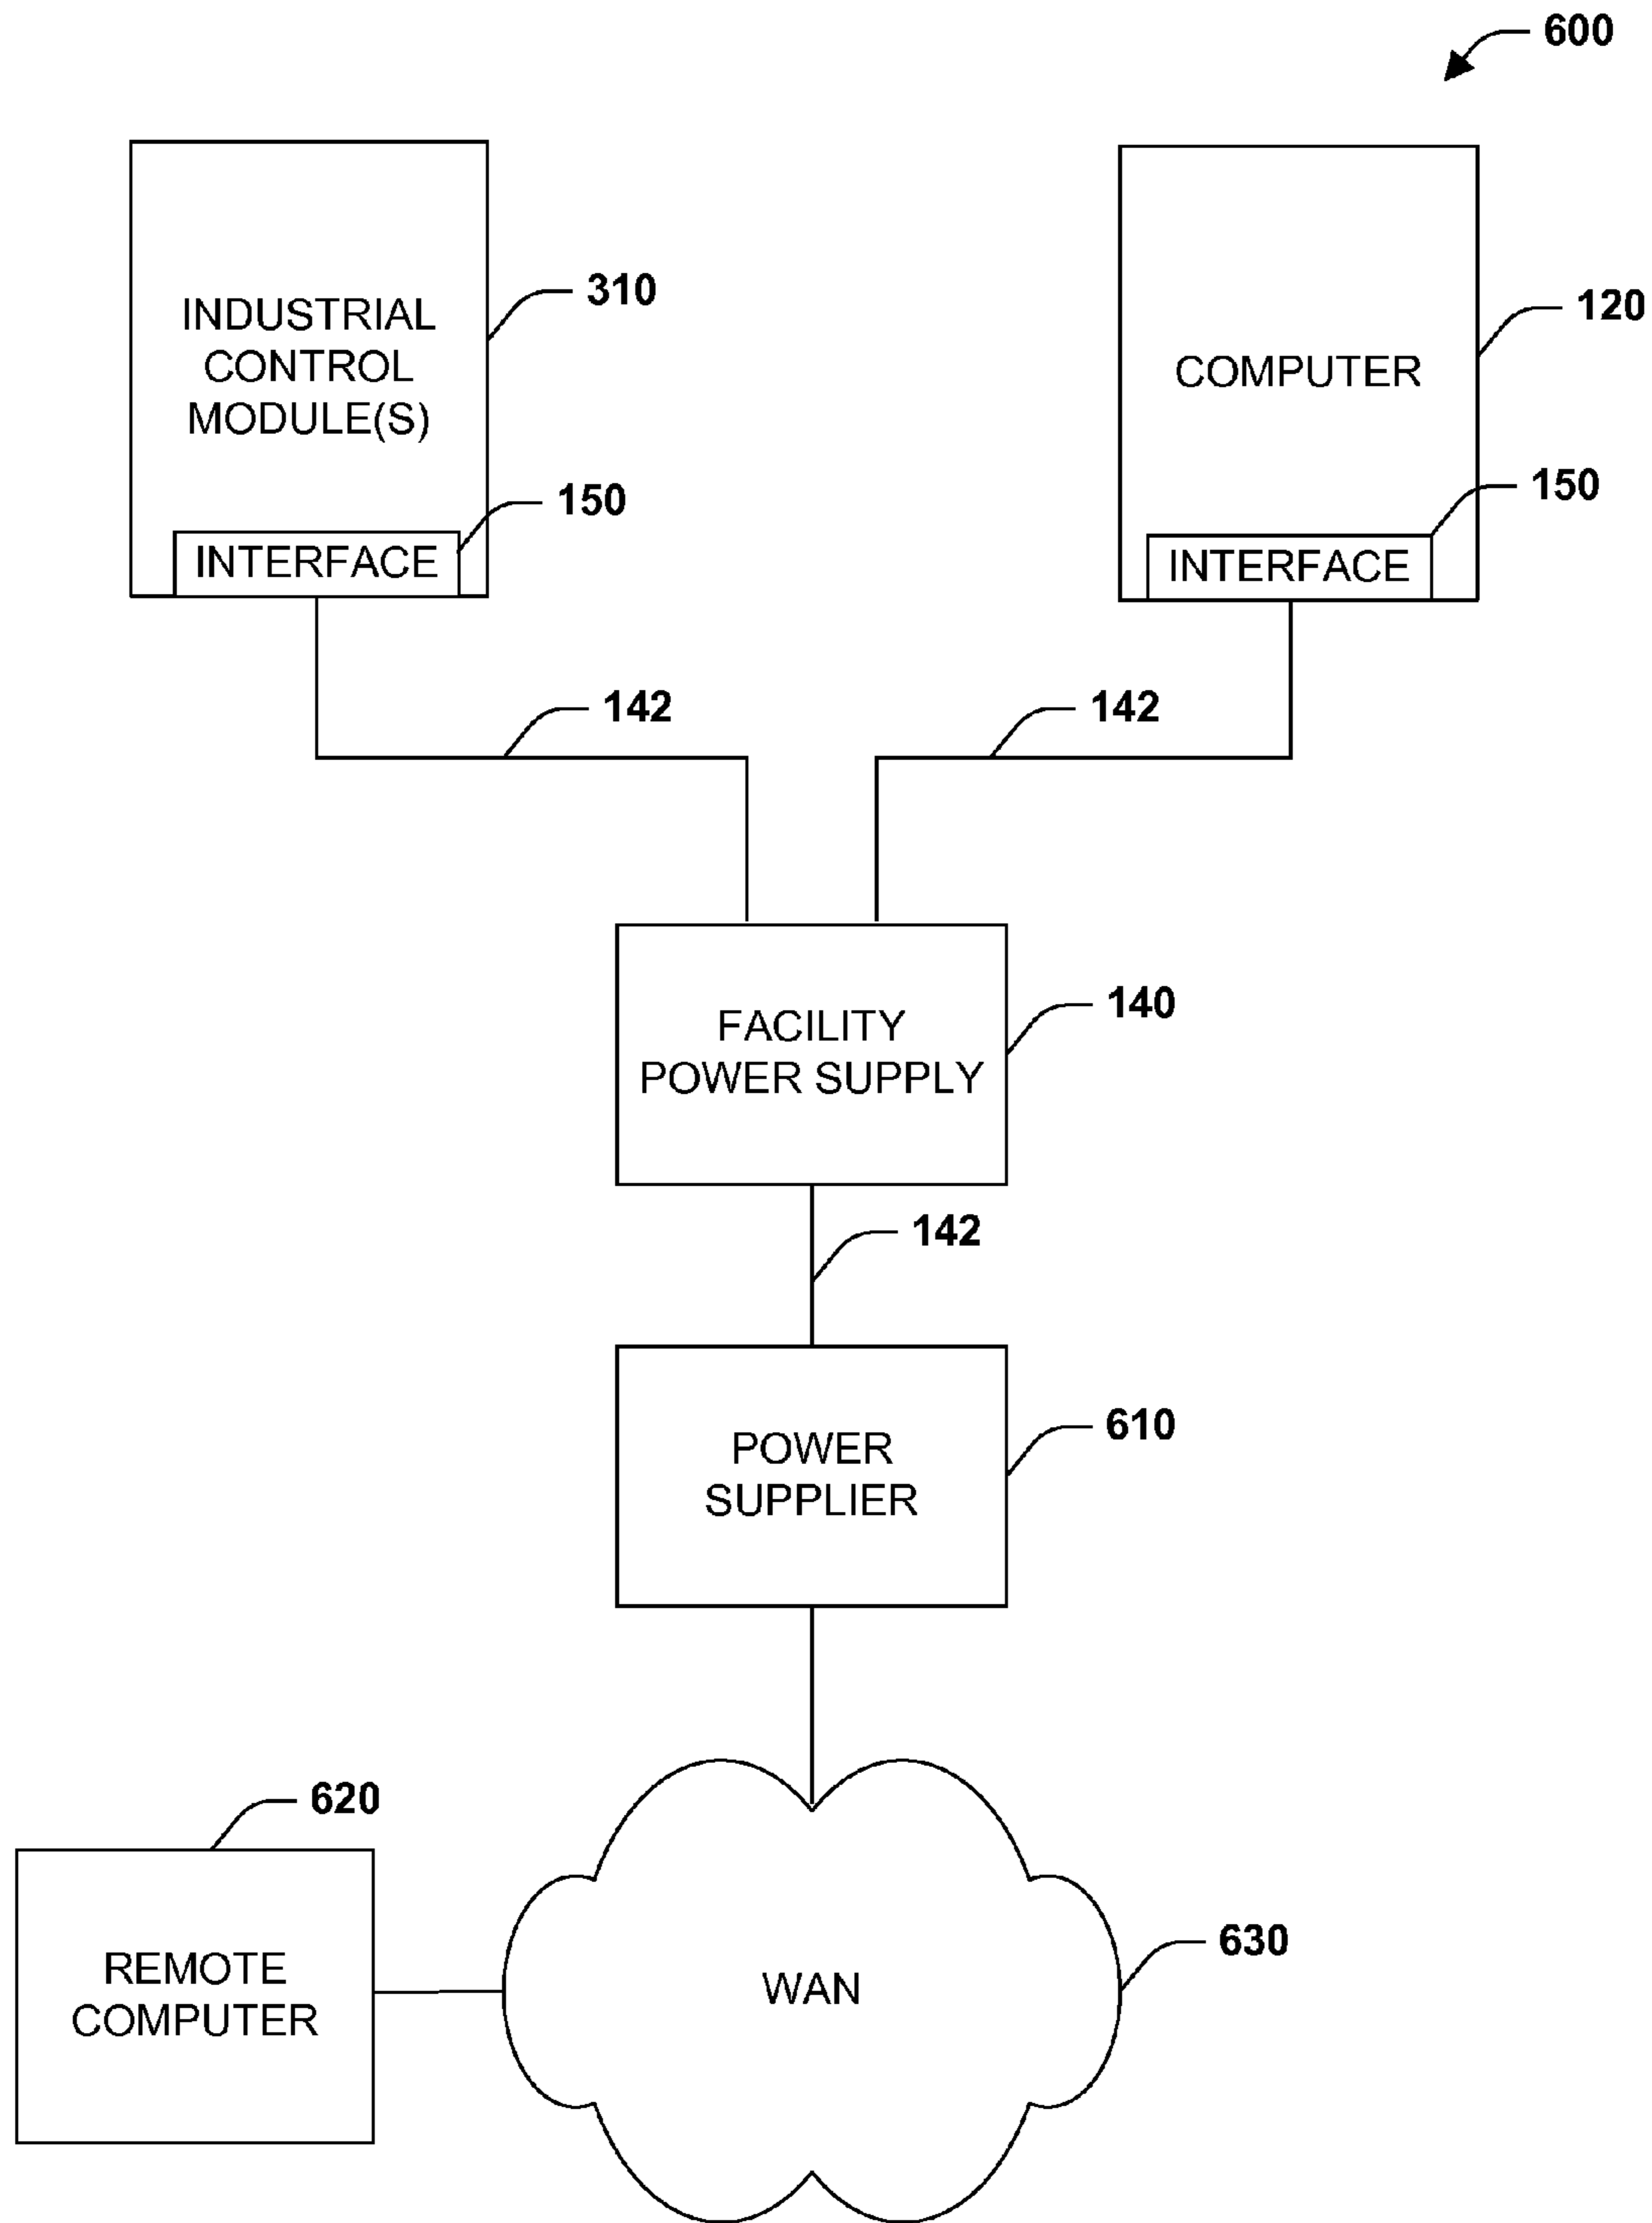 600
INDUSTRIAL
CONTROL
MODULE(S)
310
150
INTERFACE
COMPUTER
120
150
INTERFACE
142
142
FACILITY
POWER SUPPLY
140
142
POWER
SUPPLIER
610
620
REMOTE
COMPUTER
WAN
630